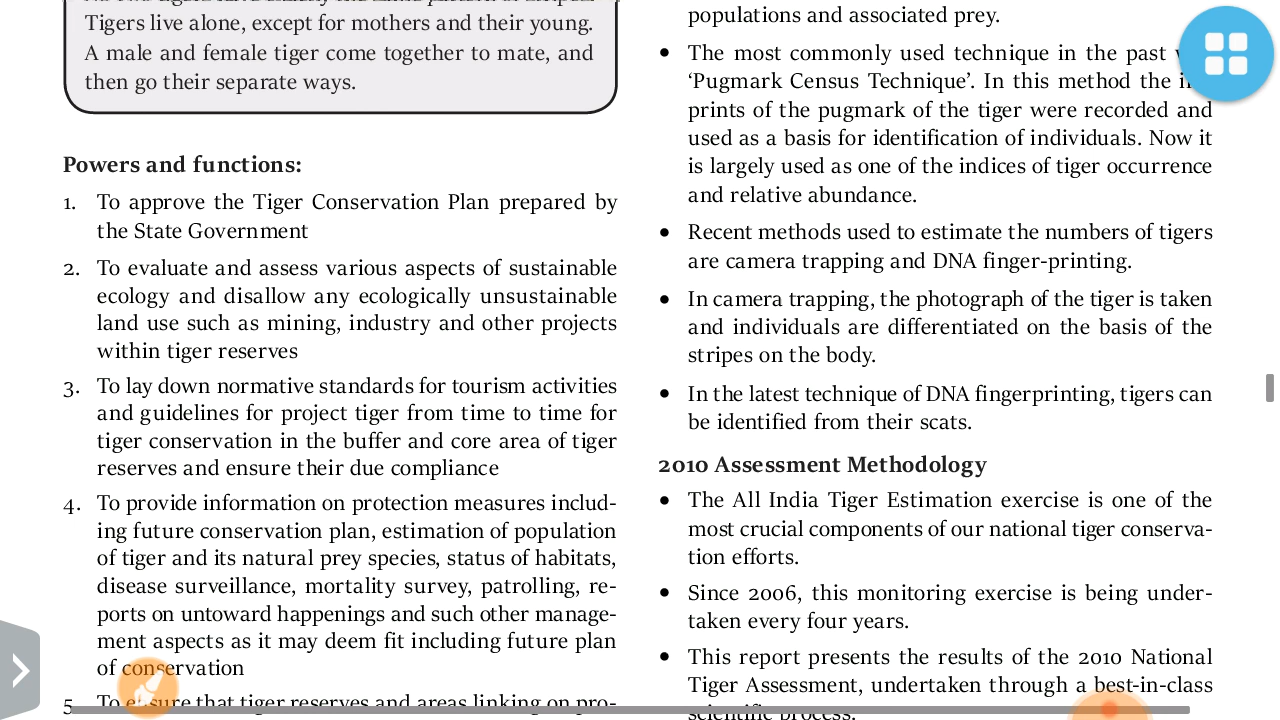 Tigers live alone, except for mothers and their young.
A male and female tiger come together to mate, and
then go their separate ways.
Powers and functions:
1. To approve the Tiger Conservation Plan prepared by
the State Government
2. To evaluate and assess various aspects of sustainable
ecology and disallow any ecologically unsustainable
land use such as mining, industry and other projects
within tiger reserves
3. To lay down normative standards for tourism activities
and guidelines for project tiger from time to time for
tiger conservation in the buffer and core area of tiger
reserves and ensure their due compliance
4. To provide information on protection measures includ-
ing future conservation plan, estimation of population
of tiger and its natural prey species, status of habitats,
disease surveillance, mortality survey, patrolling, re-
ports on untoward happenings and such other manage-
ment aspects as it may deem fit including future plan
of conservation
5 To ensure that tiger reserves and areas linking on pro-
populations and associated prey.
• The most commonly used technique in the past
‘Pugmark Census Technique’. In this method the
prints of the pugmark of the tiger were recorded and
used as a basis for identification of individuals. Now it
is largely used as one of the indices of tiger occurrence
and relative abundance.
• Recent methods used to estimate the numbers of tigers
are camera trapping and DNA finger-printing.
• In camera trapping, the photograph of the tiger is taken
and individuals are differentiated on the basis of the
stripes on the body.
• In the latest technique of DNA fingerprinting, tigers can
be identified from their scats.
2010 Assessment Methodology
• The All India Tiger Estimation exercise is one of the
most crucial components of our national tiger conserva-
tion efforts.
• Since 2006, this monitoring exercise is being under-
taken every four years.
• This report presents the results of the 2010 National
Tiger Assessment, undertaken through a best-in-class
scientific process.